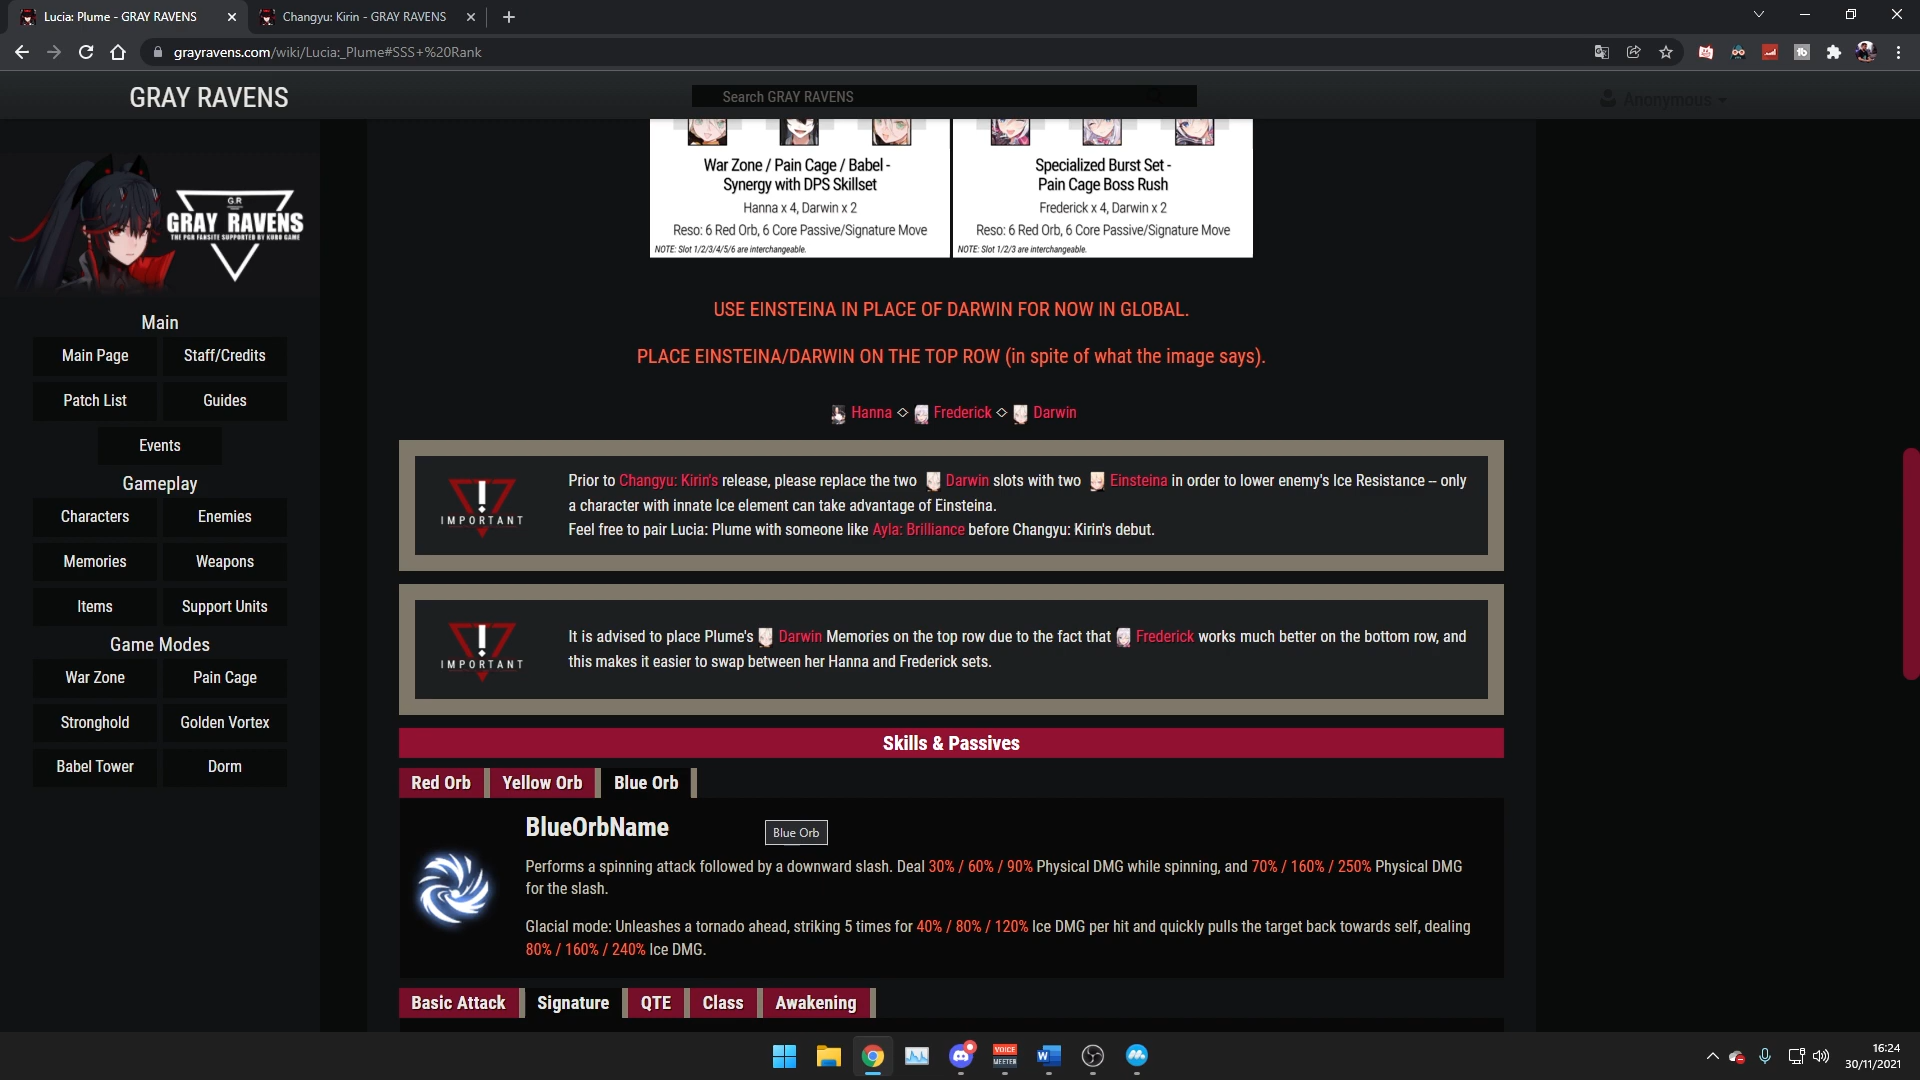 Lucia: Plume - GRAY RAVENS
Changyu: Kirin - GRAY RAVENS
grayravens.com/wiki/Lucia:_Plume#SSS+%20Rank
GRAY RAVENS
Search GRAY RAVENS
Anonymous
G.R
GRAY RAVENS
THE PGR FANSITE SUPPORTED BY KURO GAME
Main
Main Page
Staff/Credits
Patch List
Guides
Events
Gameplay
Characters
Enemies
Memories
Weapons
Items
Support Units
Game Modes
War Zone
Pain Cage
Stronghold
Golden Vortex
Babel Tower
Dorm
War Zone / Pain Cage / Babel -
Synergy with DPS Skillset
Hanna x 4, Darwin x 2
Reso: 6 Red Orb, 6 Core Passive/Signature Move
NOTE: Slot 1/2/3/4/5/6 are interchangeable.
Specialized Burst Set -
Pain Cage Boss Rush
Frederick x 4, Darwin x 2
Reso: 6 Red Orb, 6 Core Passive/Signature Move
NOTE: Slot 1/2/3 are interchangeable.
USE EINSTEINA IN PLACE OF DARWIN FOR NOW IN GLOBAL.
PLACE EINSTEINA/DARWIN ON THE TOP ROW (in spite of what the image says).
Hanna ◇ Frederick ◇ Darwin
IMPORTANT
Prior to Changyu: Kirin's release, please replace the two Darwin slots with two Einsteina in order to lower enemy's Ice Resistance -- only
a character with innate Ice element can take advantage of Einsteina.
Feel free to pair Lucia: Plume with someone like Ayla: Brilliance before Changyu: Kirin's debut.
IMPORTANT
It is advised to place Plume's Darwin Memories on the top row due to the fact that Frederick works much better on the bottom row, and
this makes it easier to swap between her Hanna and Frederick sets.
Skills & Passives
Red Orb
Yellow Orb
Blue Orb
BlueOrbName
Blue Orb
Performs a spinning attack followed by a downward slash. Deal 30% / 60% / 90% Physical DMG while spinning, and 70% / 160% / 250% Physical DMG
for the slash.
Glacial mode: Unleashes a tornado ahead, striking 5 times for 40% / 80% / 120% Ice DMG per hit and quickly pulls the target back towards self, dealing
80% / 160% / 240% Ice DMG.
Basic Attack
Signature
QTE
Class
Awakening
VOICE
MEETER
W
16:24
30/11/2021